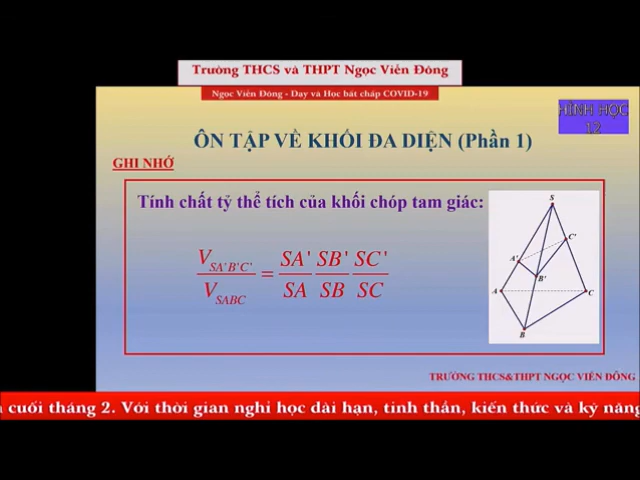 Trường THCS và THPT Ngọc Viễn Đông
Ngọc Viễn Đông - Dạy và Học bất chấp COVID-19
HÌNH HỌC
12
ÔN TẬP VỀ KHỐI ĐA DIỆN (Phần 1)
GHI NHỚ
Tính chất tỷ thể tích của khối chóp tam giác:
V_SA'B'C' / V_SABC = SA'/SA SB'/SB SC'/SC
S
C'
A'
B'
A
C
B
TRƯỜNG THCS&THPT NGỌC VIỄN ĐÔNG
cuối tháng 2. Với thời gian nghỉ học dài hạn, tinh thần, kiến thức và kỹ năng